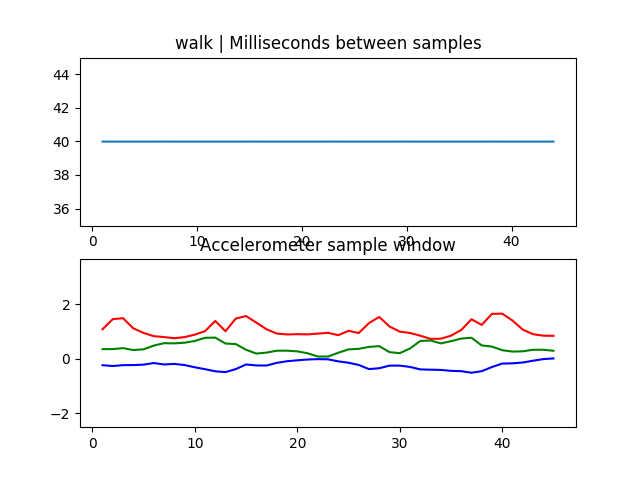 walk | Milliseconds between samples
44
42
40
38
36
0 10 20 30 40
Accelerometer sample window
2
0
−2
0 10 20 30 40